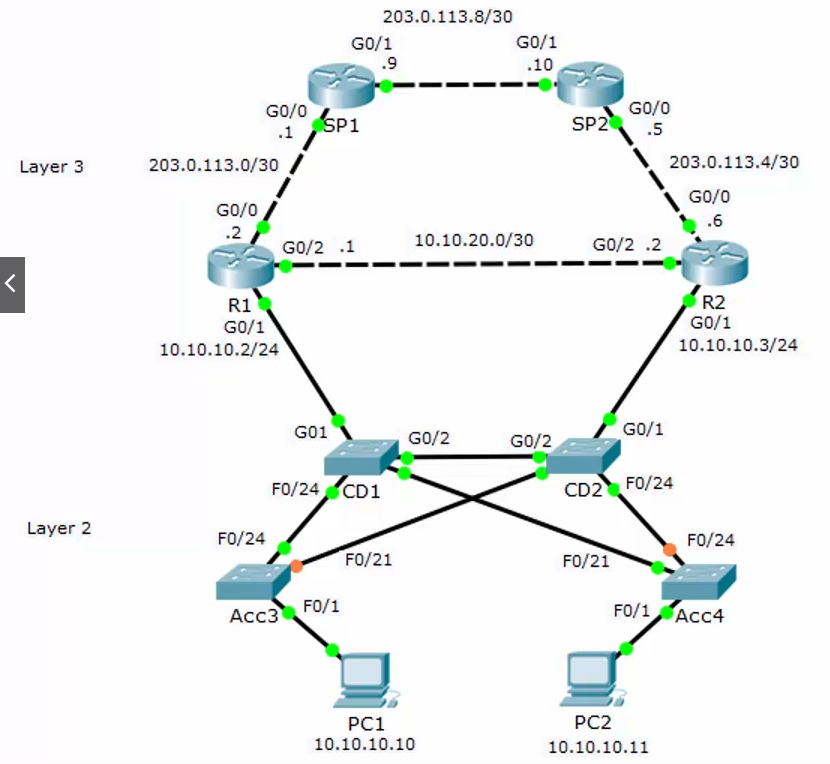 203.0.113.8/30
G0/1
G0/1
.9
.10
G0/0
.1
SP1
SP2
G0/0
.5
Layer 3
203.0.113.0/30
203.0.113.4/30
G0/0
.2
G0/0
.6
G0/2 .1
10.10.20.0/30
G0/2 .2
R1
R2
G0/1
G0/1
10.10.10.2/24
10.10.10.3/24
G01
G0/2
G0/2
G0/1
F0/24
CD1
CD2
F0/24
Layer 2
F0/24
F0/24
F0/21
F0/21
Acc3
F0/1
F0/1
Acc4
PC1
PC2
10.10.10.10
10.10.10.11